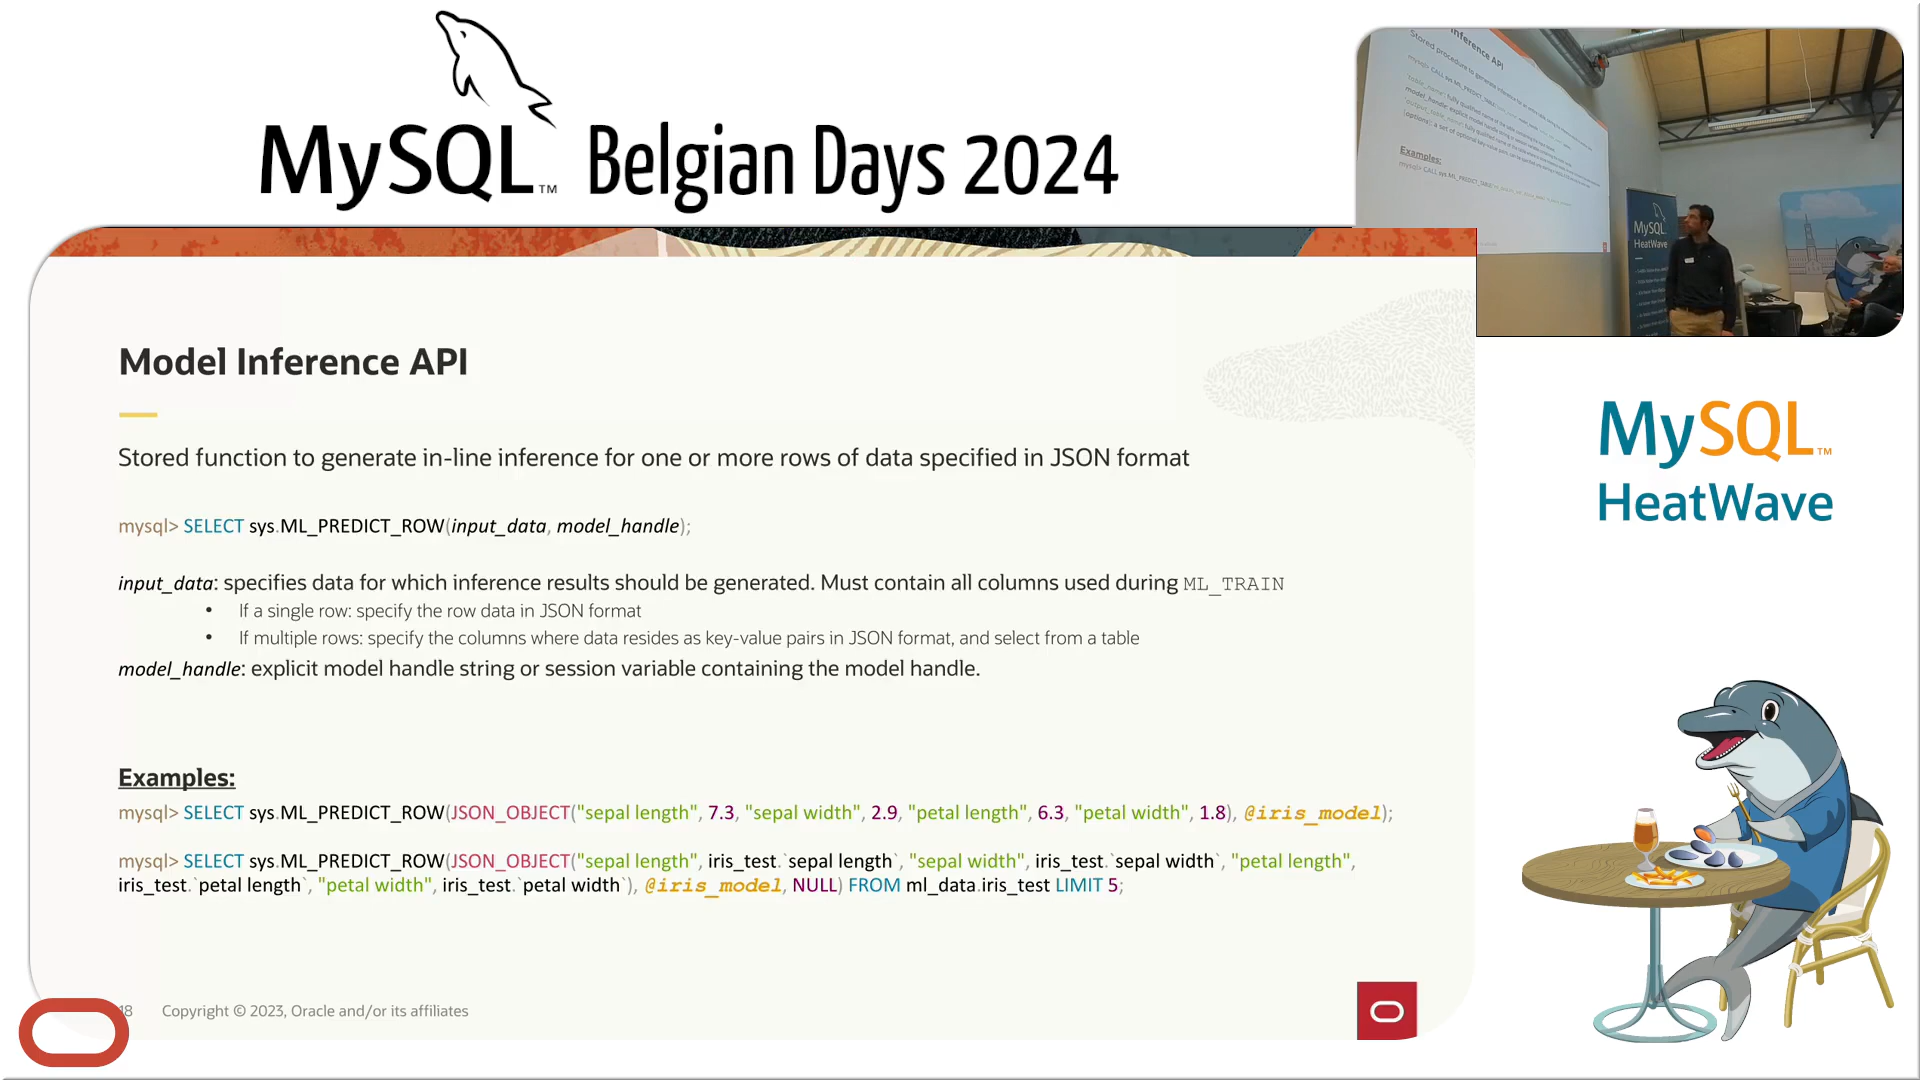 MySQL™ Belgian Days 2024
Inference API
Examples:
MySQL
HeatWave
Model Inference API
Stored function to generate in-line inference for one or more rows of data specified in JSON format
mysql> SELECT sys.ML_PREDICT_ROW(input_data, model_handle);
input_data: specifies data for which inference results should be generated. Must contain all columns used during ML_TRAIN
• If a single row: specify the row data in JSON format
• If multiple rows: specify the columns where data resides as key-value pairs in JSON format, and select from a table
model_handle: explicit model handle string or session variable containing the model handle.
Examples:
mysql> SELECT sys.ML_PREDICT_ROW(JSON_OBJECT("sepal length", 7.3, "sepal width", 2.9, "petal length", 6.3, "petal width", 1.8), @iris_model);
mysql> SELECT sys.ML_PREDICT_ROW(JSON_OBJECT("sepal length", iris_test.`sepal length`, "sepal width", iris_test.`sepal width`, "petal length",
iris_test.`petal length`, "petal width", iris_test.`petal width`), @iris_model, NULL) FROM ml_data.iris_test LIMIT 5;
18 Copyright © 2023, Oracle and/or its affiliates
MySQL™
HeatWave